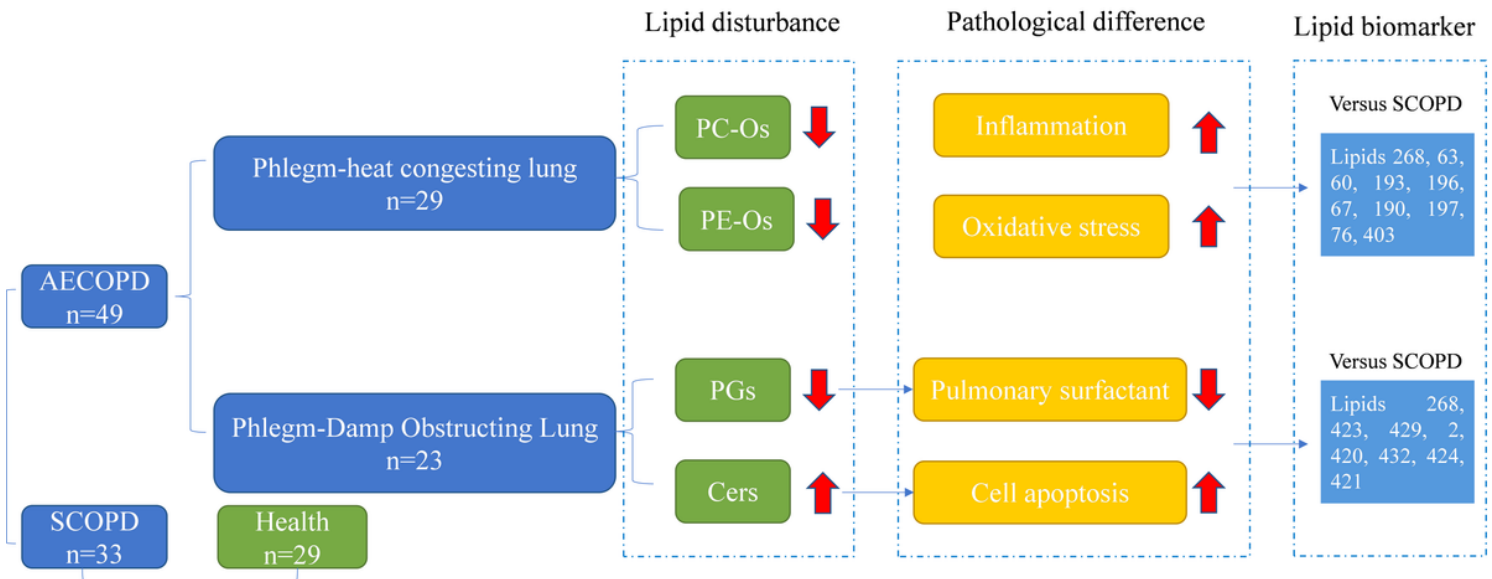 Lipid disturbance
Pathological difference
Lipid biomarker
AECOPD
n=49
SCOPD
n=33
Health
n=29
Phlegm-heat congesting lung
n=29
Phlegm-Damp Obstructing Lung
n=23
PC-Os
PE-Os
PGs
Cers
Inflammation
Oxidative stress
Pulmonary surfactant
Cell apoptosis
Versus SCOPD
Lipids 268, 63,
60, 193, 196,
67, 190, 197,
76, 403
Versus SCOPD
Lipids 268,
423, 429, 2,
420, 432, 424,
421